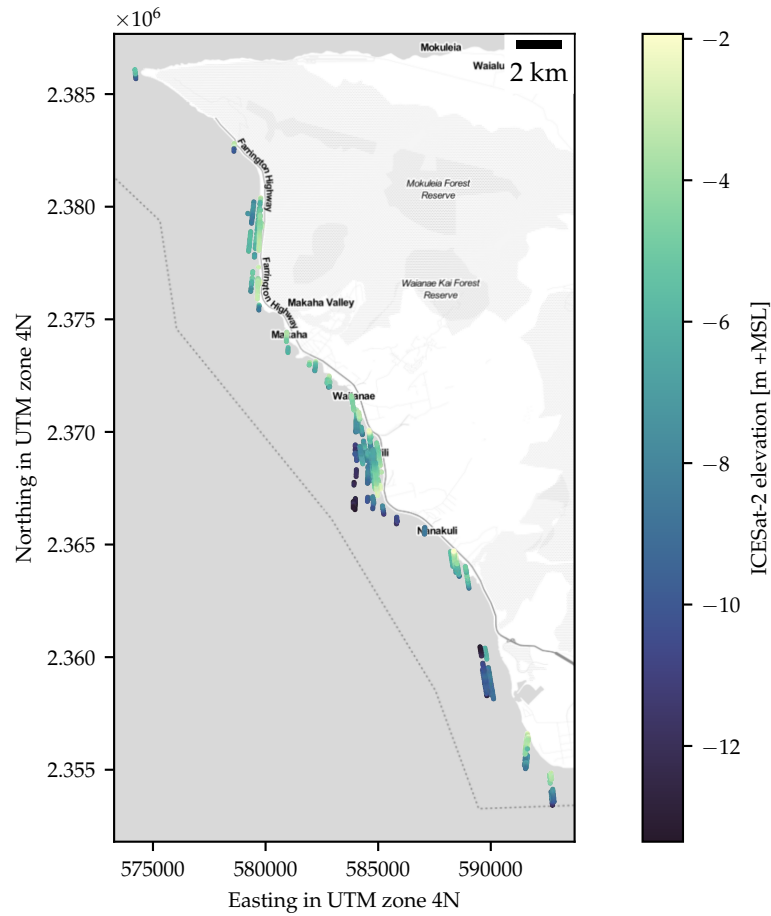 ×10⁶
Mokuleia
Waialu
2 km
2.385
Farrington Highway
Mokuleia Forest
Reserve
2.380
Farrington Highway
Waianae Kai Forest
Reserve
Makaha Valley
2.375
Waianae
2.370
ili
Nanakuli
2.365
2.360
2.355
575000
580000
585000
590000
Easting in UTM zone 4N
Northing in UTM zone 4N
−2
−4
−6
−8
−10
−12
ICESat-2 elevation [m +MSL]